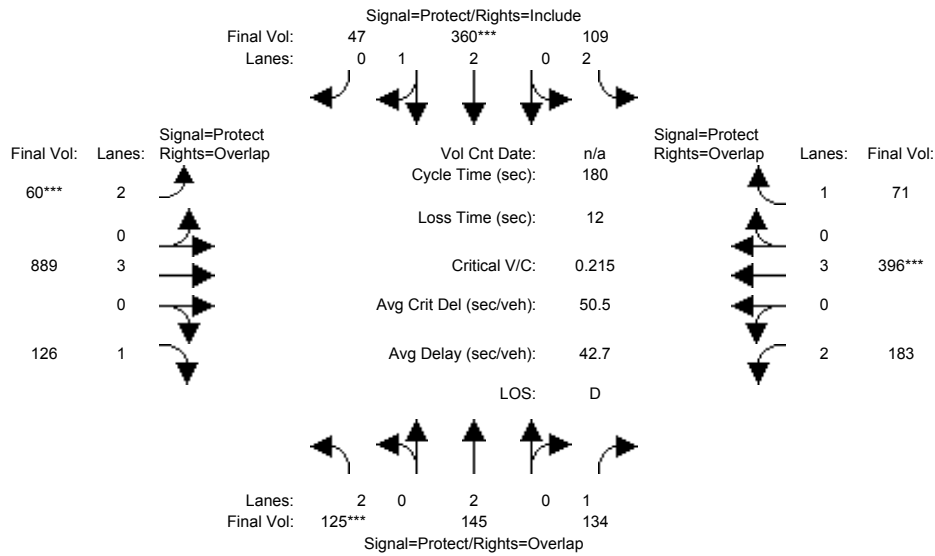 Signal=Protect/Rights=Include
Final Vol: 47 360*** 109
Lanes: 0 1 2 0 2
Signal=Protect Signal=Protect
Final Vol: Lanes: Rights=Overlap Vol Cnt Date: n/a Rights=Overlap Lanes: Final Vol:
Cycle Time (sec): 180
60*** 2 1 71
Loss Time (sec): 12
0 0
889 3 Critical V/C: 0.215 3 396***
0 Avg Crit Del (sec/veh): 50.5 0
126 1 Avg Delay (sec/veh): 42.7 2 183
LOS: D
Lanes: 2 0 2 0 1
Final Vol: 125*** 145 134
Signal=Protect/Rights=Overlap